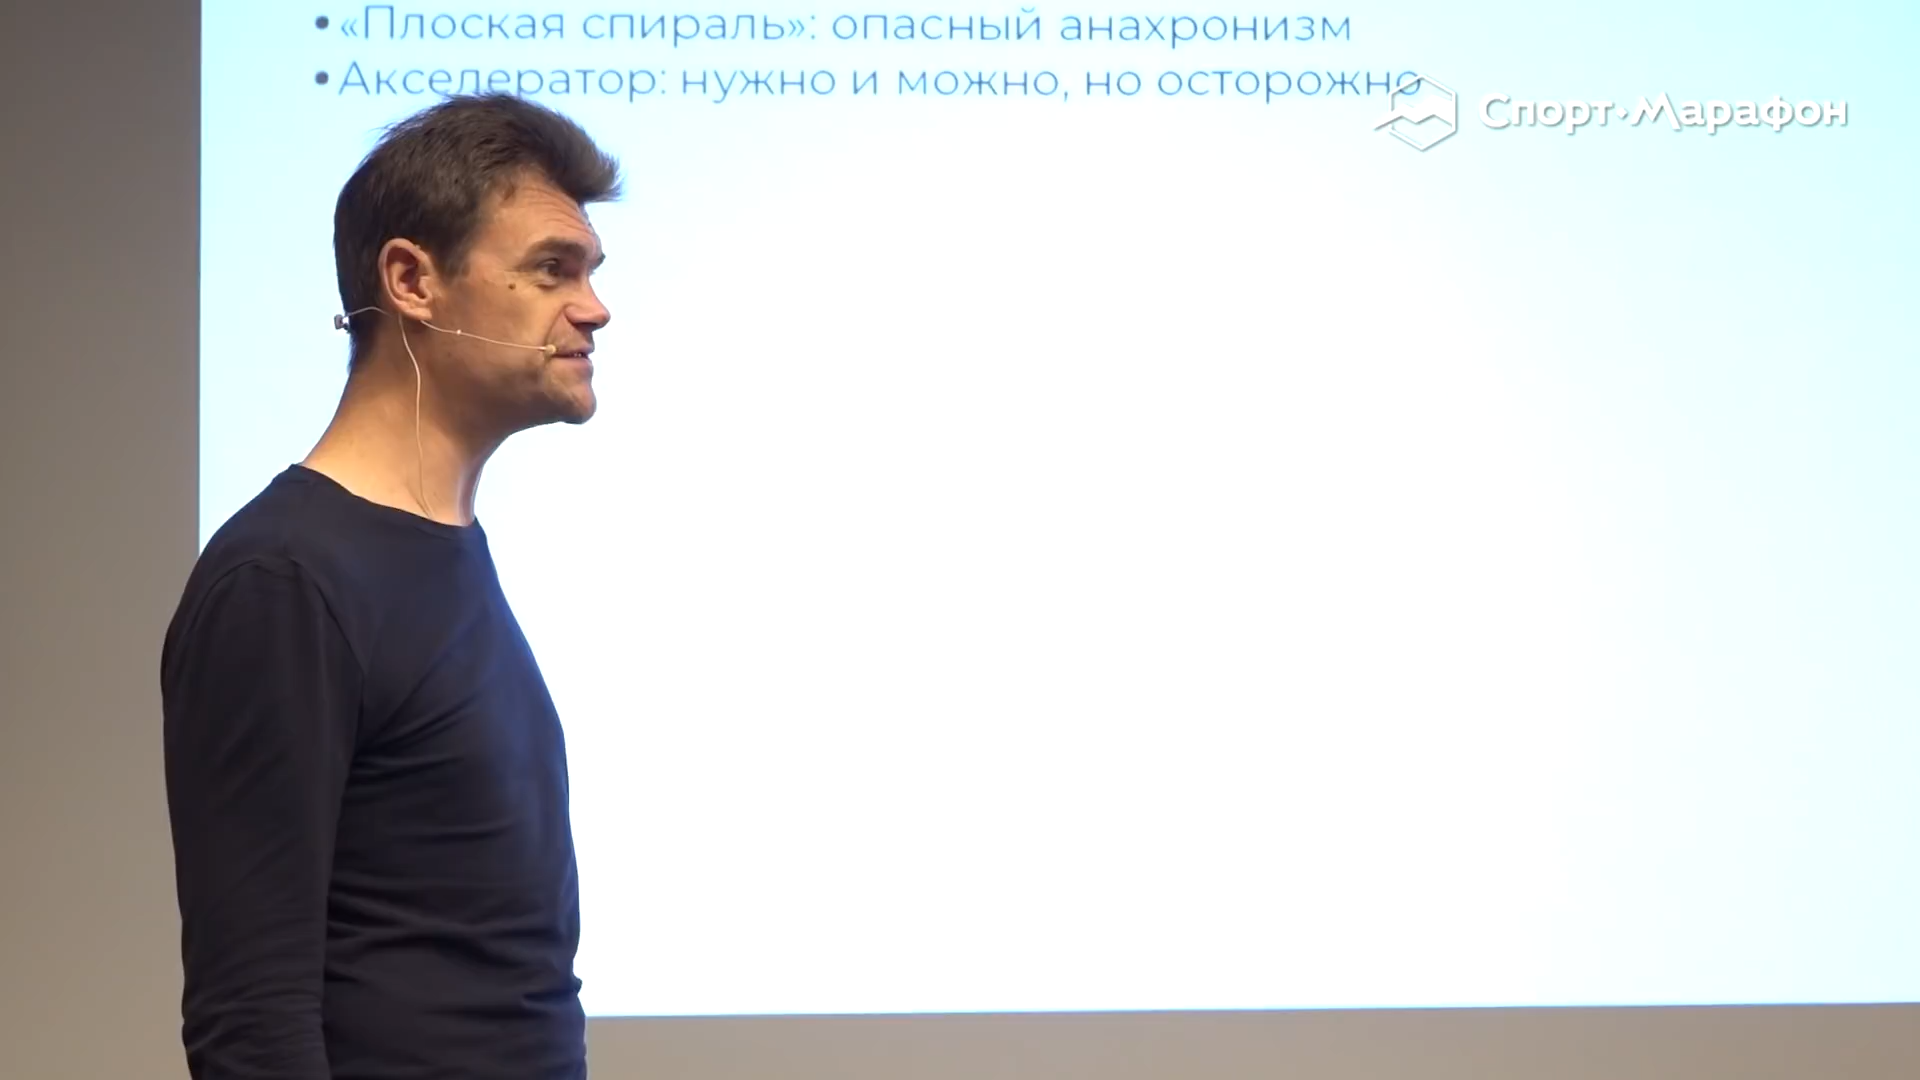 • «Плоская спираль»: опасный анахронизм
• Акселератор: нужно и можно, но осторожно
Спорт-Марафон